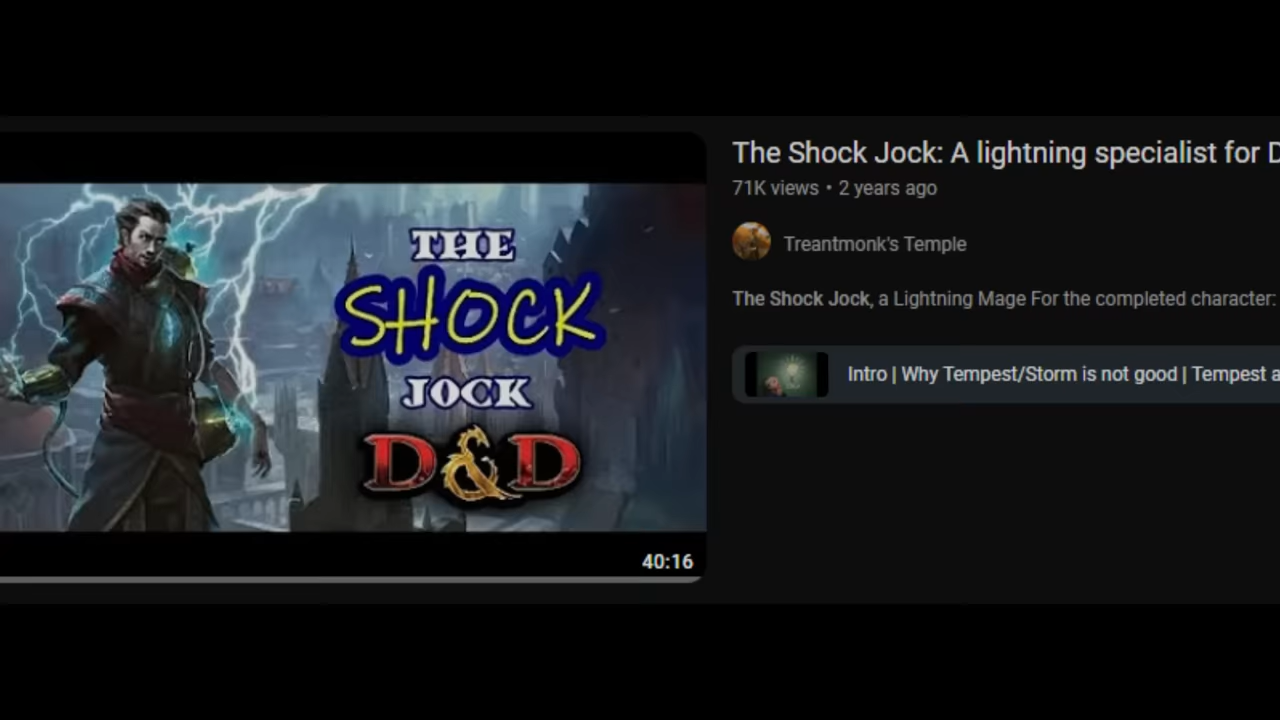 THE
SHOCK
JOCK
D&D
40:16
The Shock Jock: A lightning specialist for D
71K views • 2 years ago
Treantmonk's Temple
The Shock Jock, a Lightning Mage For the completed character:
Intro | Why Tempest/Storm is not good | Tempest a